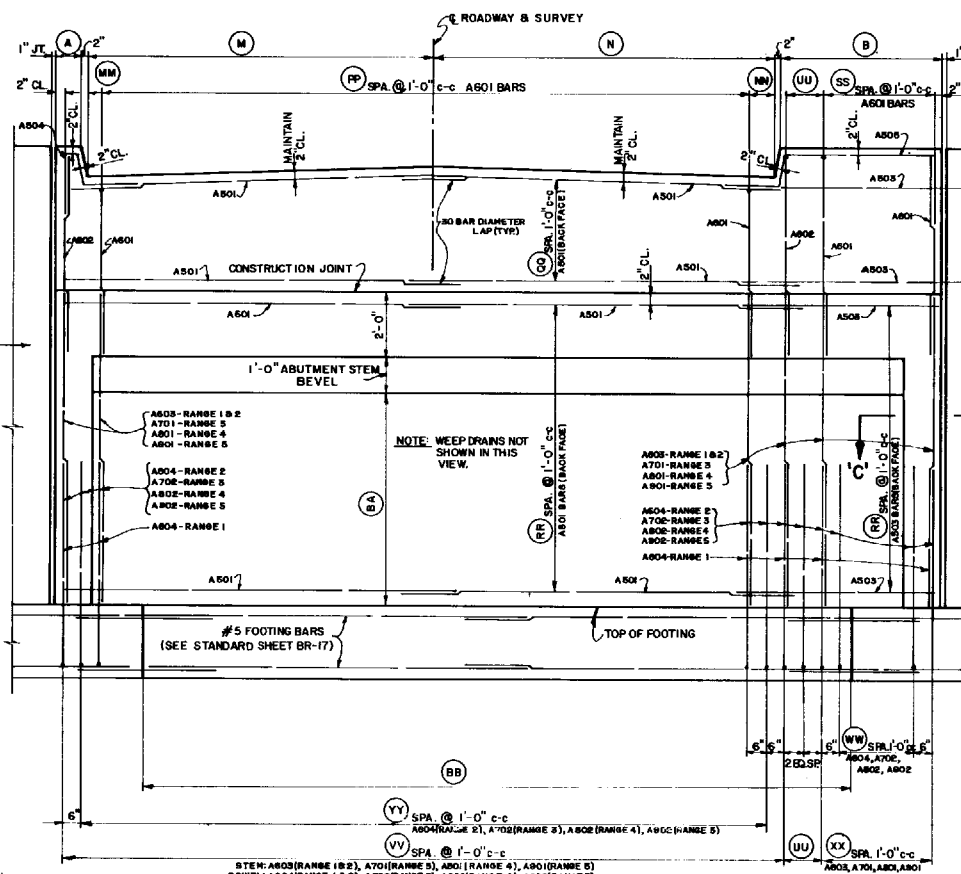 ℄ ROADWAY & SURVEY
A
2"
M
N
2"
B
1" JT.
1'
2" CL.
MM
PP SPA. @ 1'-0" c-c A601 BARS
NN
UU
SS SPA. @ 1'-0" c-c
A601 BARS
2"
A504
2" CL.
2" CL.
MAINTAIN
2" CL.
MAINTAIN
2" CL.
2" CL.
2" CL.
A501
A501
A503
A601
A601
A602
A601
A602
A601
30 BAR DIAMETER
LAP (TYP.)
QQ SPA. 1'-0" c-c
A501 (BACK FACE)
A501
CONSTRUCTION JOINT
2" CL.
A501
A503
A501
2'-0"
1'-0" ABUTMENT STEM
BEVEL
A603-RANGE 1 & 2
A701-RANGE 3
A801-RANGE 4
A901-RANGE 5
A604-RANGE 2
A702-RANGE 3
A802-RANGE 4
A902-RANGE 5
A604-RANGE 1
BA
NOTE: WEEP DRAINS NOT
SHOWN IN THIS
VIEW.
RR SPA. @ 1'-0" c-c
A501 BARS (BACK FACE)
A603-RANGE 1 & 2
A701-RANGE 3
A801-RANGE 4
A901-RANGE 5
A604-RANGE 2
A702-RANGE 3
A802-RANGE 4
A902-RANGE 5
A604-RANGE 1
'C'
RR SPA. @ 1'-0" c-c
A503 BARS (BACK FACE)
A501
A501
A503
#5 FOOTING BARS
(SEE STANDARD SHEET BR-17)
TOP OF FOOTING
6"
6"
2 EQ. SP.
6"
WW SPA. 1'-0" c-c
6"
A604, A702,
A802, A902
BB
6"
YY SPA. @ 1'-0" c-c
A604 (RANGE 2), A702 (RANGE 3), A802 (RANGE 4), A902 (RANGE 5)
VV SPA. @ 1'-0" c-c
UU
XX SPA. 1'-0" c-c
STEM: A603 (RANGE 1 & 2), A701 (RANGE 3), A801 (RANGE 4), A901 (RANGE 5)
A603, A701, A801, A901